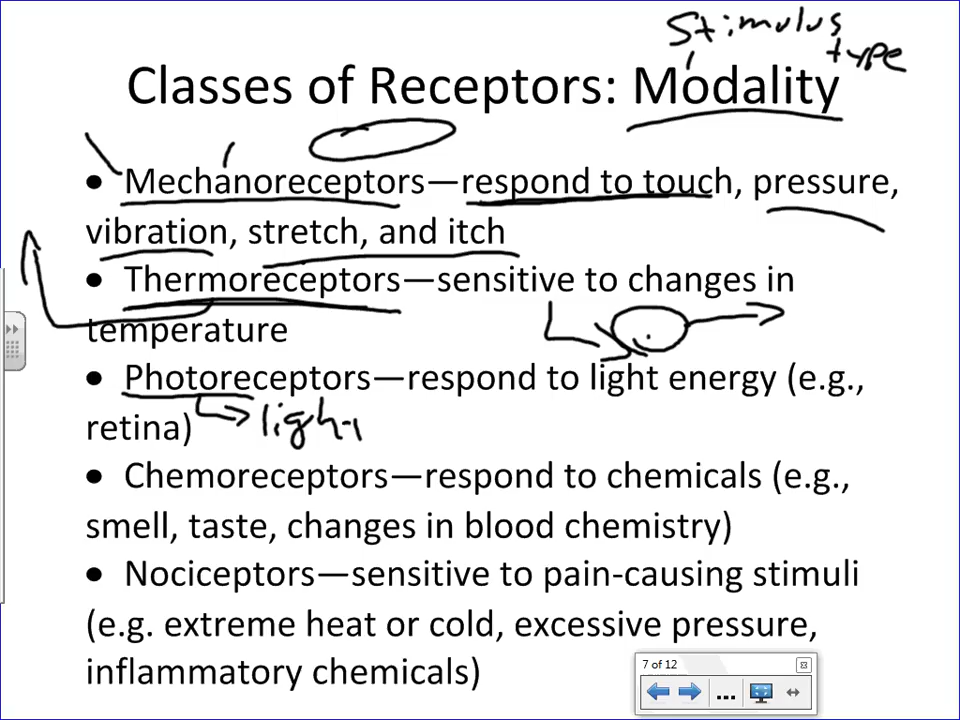 Stimulus
type
Classes of Receptors: Modality
• Mechanoreceptors—respond to touch, pressure,
vibration, stretch, and itch
• Thermoreceptors—sensitive to changes in
temperature
• Photoreceptors—respond to light energy (e.g.,
retina)
light
• Chemoreceptors—respond to chemicals (e.g.,
smell, taste, changes in blood chemistry)
• Nociceptors—sensitive to pain-causing stimuli
(e.g. extreme heat or cold, excessive pressure,
inflammatory chemicals)
7 of 12